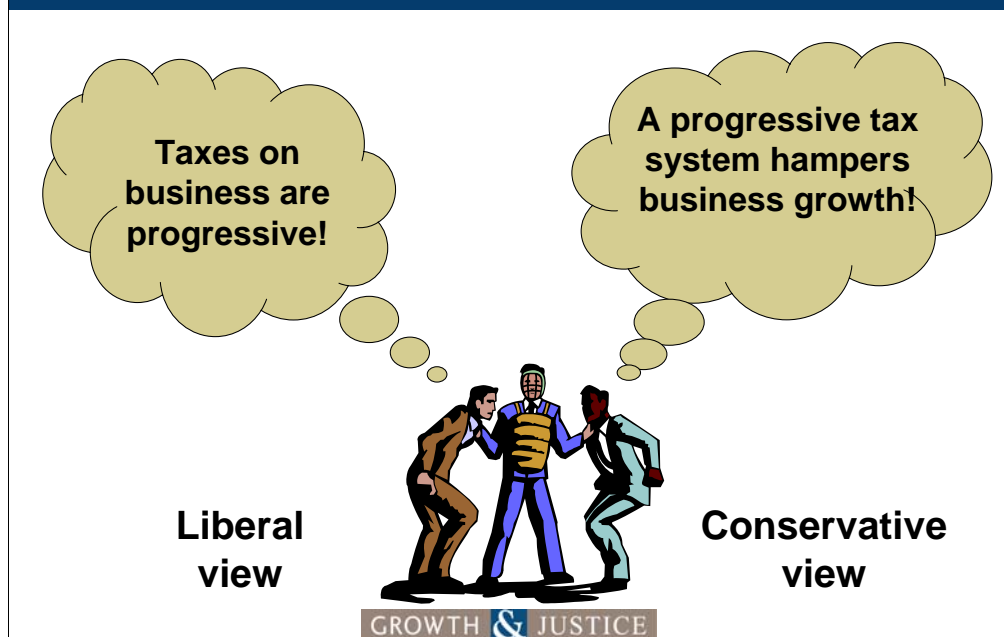 Taxes on
business are
progressive!
A progressive tax
system hampers
business growth!
Liberal
view
Conservative
view
GROWTH & JUSTICE